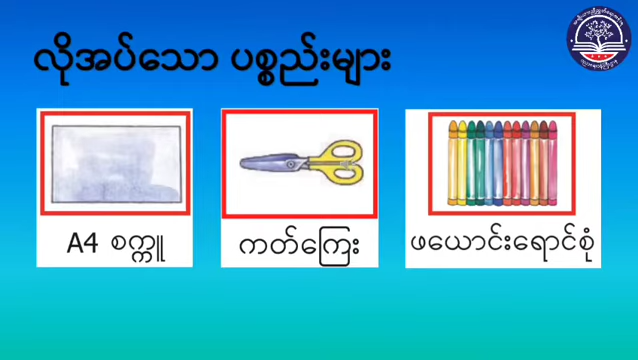 လိုအပ်သော ပစ္စည်းများ
A4 စက္ကူ
ကတ်ကြေး
ဖယောင်းရောင်စုံ